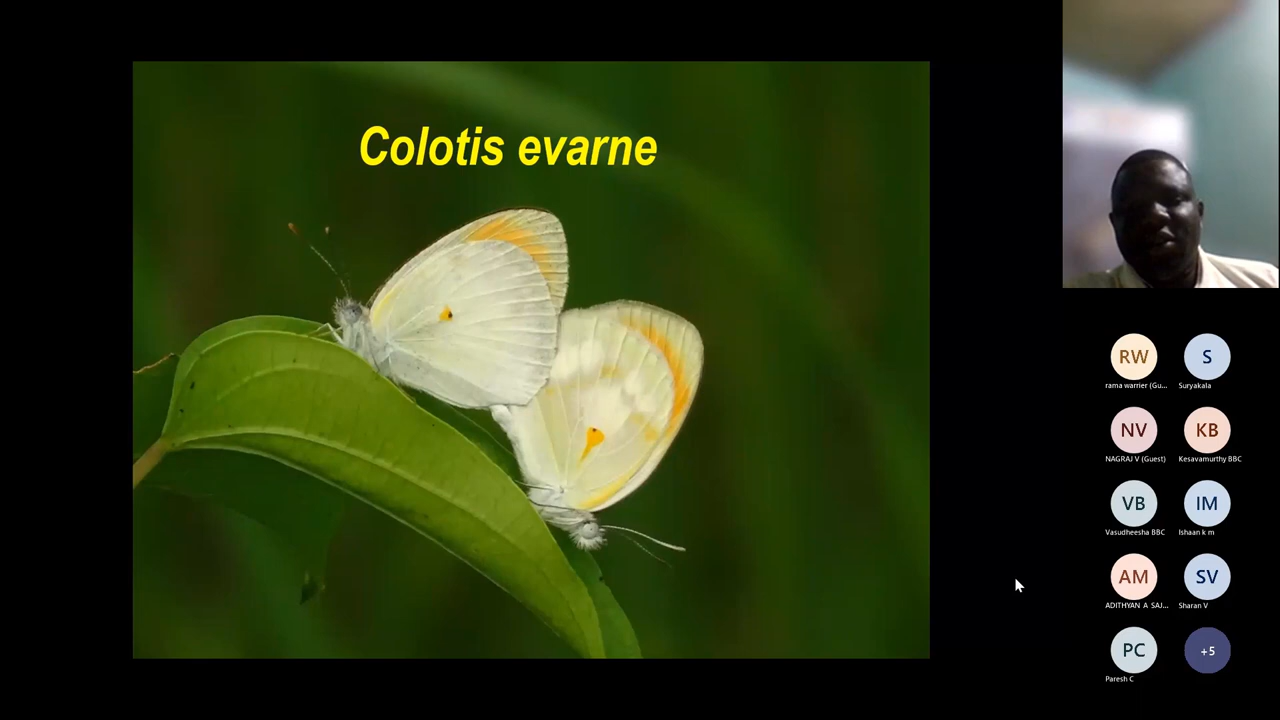 Colotis evarne
RW
S
rama warrier (Gu...
Suryakala
NV
KB
NAGRAJ V (Guest)
Kesavamurthy BBC
VB
IM
Vasudheesha BBC
Ishaan k m
AM
SV
ADITHYAN A SAJ...
Sharan V
PC
+5
Paresh C